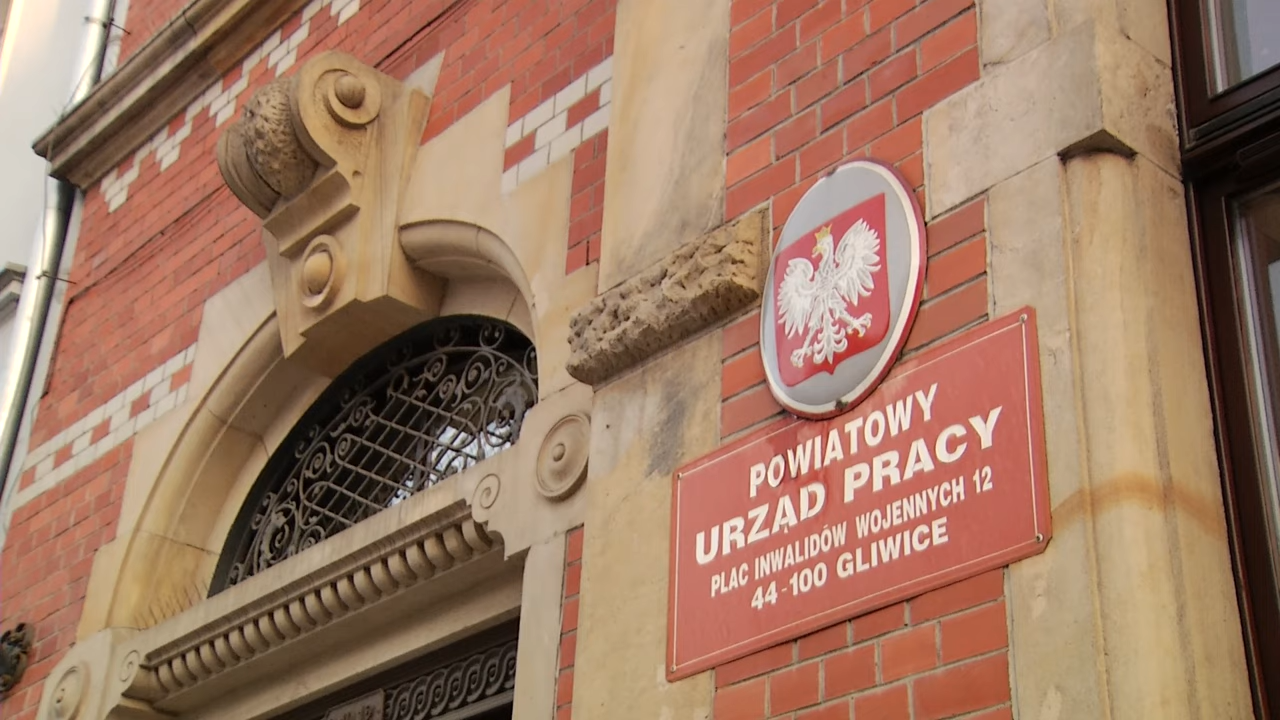 POWIATOWY
URZĄD PRACY
PLAC INWALIDÓW WOJENNYCH 12
44-100 GLIWICE